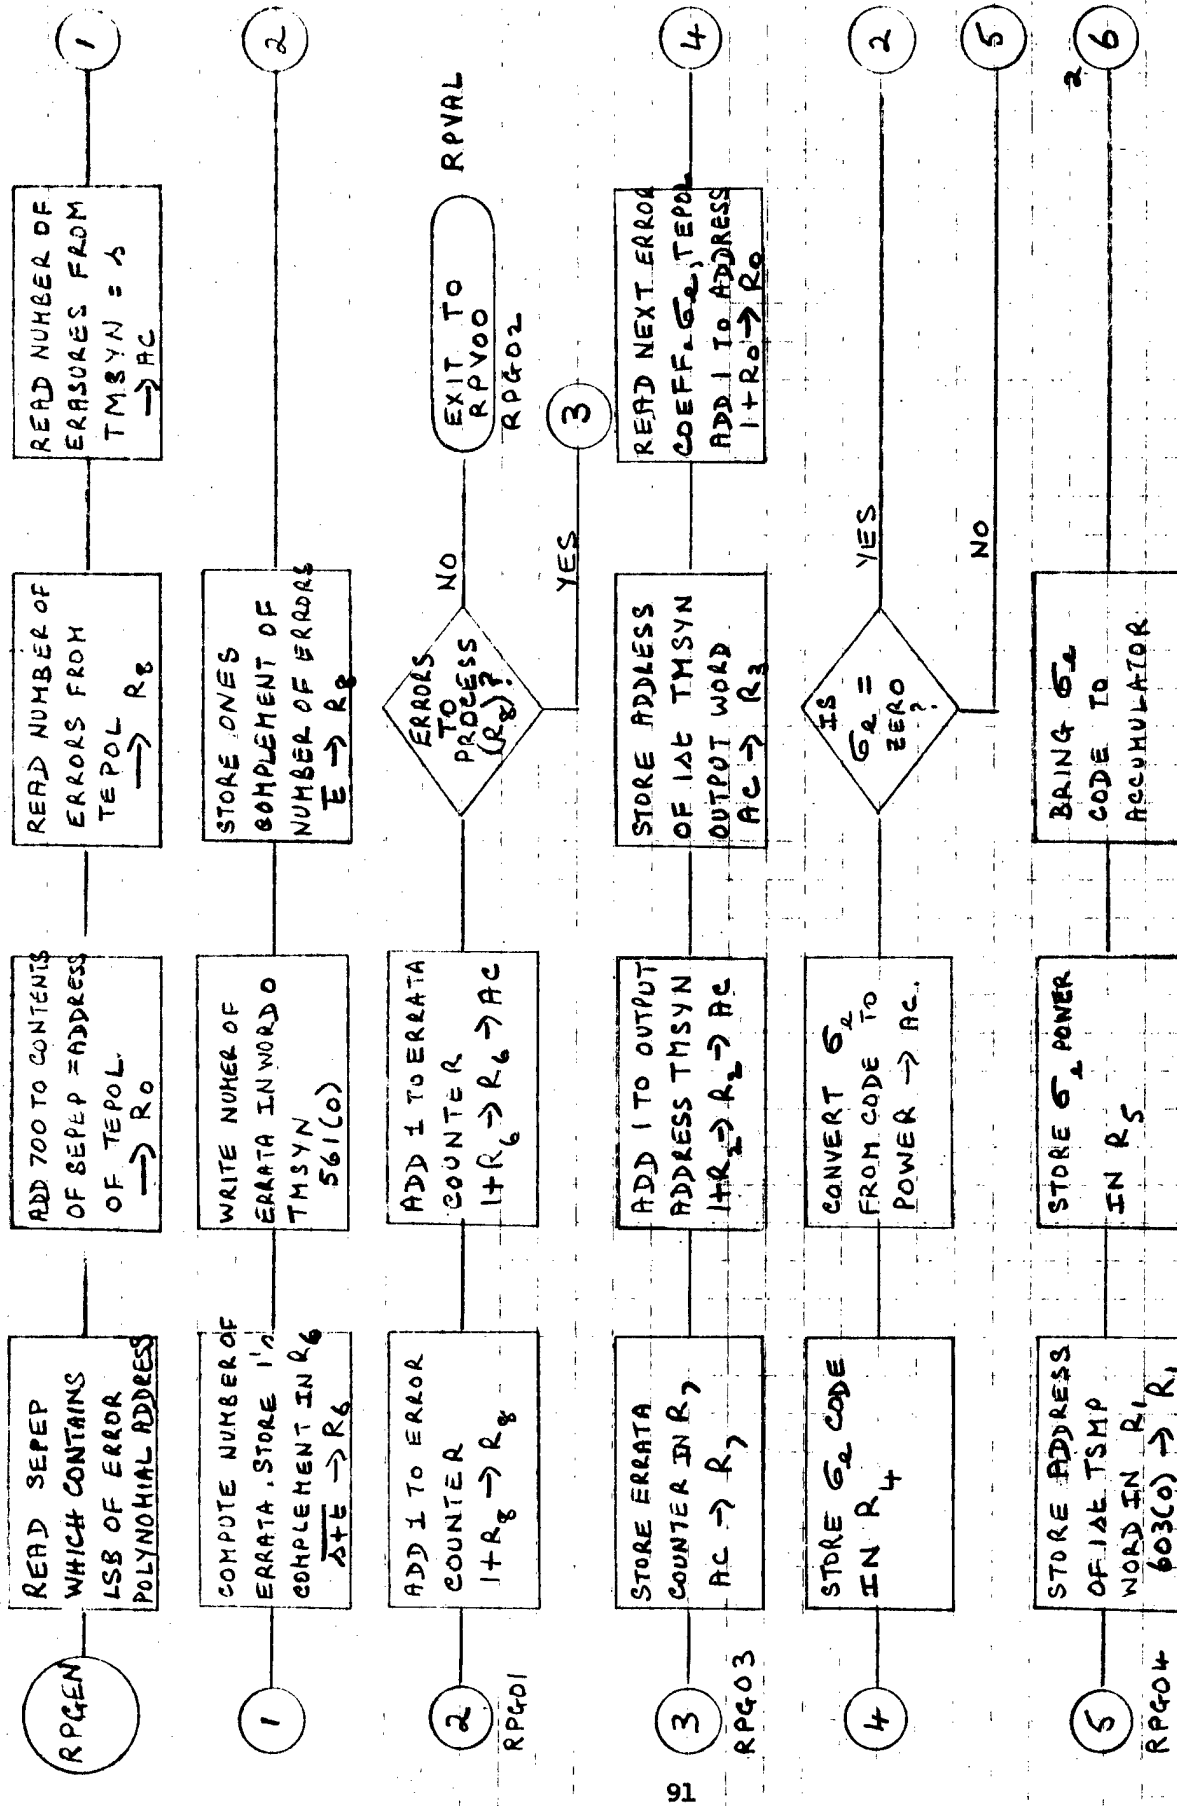 RPGEN
READ SEPEP
WHICH CONTAINS
LSB OF ERROR
POLYNOMIAL ADDRESS
ADD 700 TO CONTENTS
OF SEPEP = ADDRESS
OF TEPOL.
→ R0
READ NUMBER OF
ERRORS FROM
TEPOL
→ R8
READ NUMBER OF
ERASURES FROM
TMSYN = s
→ AC
1
1
COMPUTE NUMBER OF
ERRATA. STORE 1's
COMPLEMENT IN R6
s+E → R6
WRITE NUMER OF
ERRATA IN WORD 0
TMSYN
561(0)
STORE ONES
COMPLEMENT OF
NUMBER OF ERRORS
E → R8
2
2
RPG01
ADD 1 TO ERROR
COUNTER
1+R8 → R8
ADD 1 TO ERRATA
COUNTER
1+R6 → R6 → AC
ERRORS
TO
PROCESS
(R8)?
NO
EXIT TO
RPV00
RPVAL
RPG02
YES
3
3
RPG03
STORE ERRATA
COUNTER IN R7
AC → R7
ADD 1 TO OUTPUT
ADDRESS TMSYN
1+R2 → R2 → AC
STORE ADDRESS
OF 1st TMSYN
OUTPUT WORD
AC → R3
READ NEXT ERROR
COEFF. σe, TEPOL
ADD 1 TO ADDRESS
1+R0 → R0
4
4
STORE σe CODE
IN R4
CONVERT σe
FROM CODE TO
POWER → AC.
IS
σe =
ZERO
?
YES
2
NO
5
5
RPG04
STORE ADDRESS
OF 1st TSMP
WORD IN R1
603(0) → R1
STORE σe POWER
IN R5
BRING σe
CODE TO
ACCUMULATOR
2
6
91